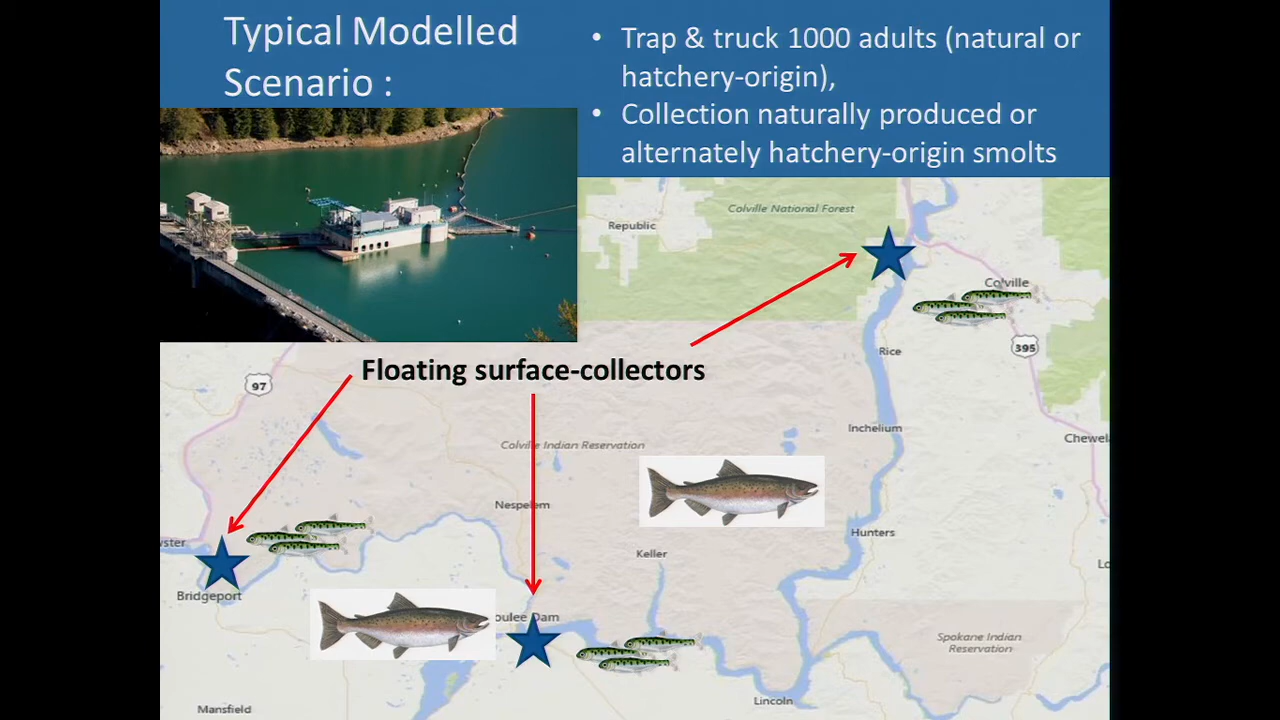 Typical Modelled
Scenario :
• Trap & truck 1000 adults (natural or
hatchery-origin),
• Collection naturally produced or
alternately hatchery-origin smolts
Colville National Forest
Republic
Colville
395
Rice
Floating surface-collectors
97
Inchelium
Colville Indian Reservation
Nespelem
Hunters
Keller
Bridgeport
Dam
Spokane Indian
Reservation
Lincoln
Mansfield